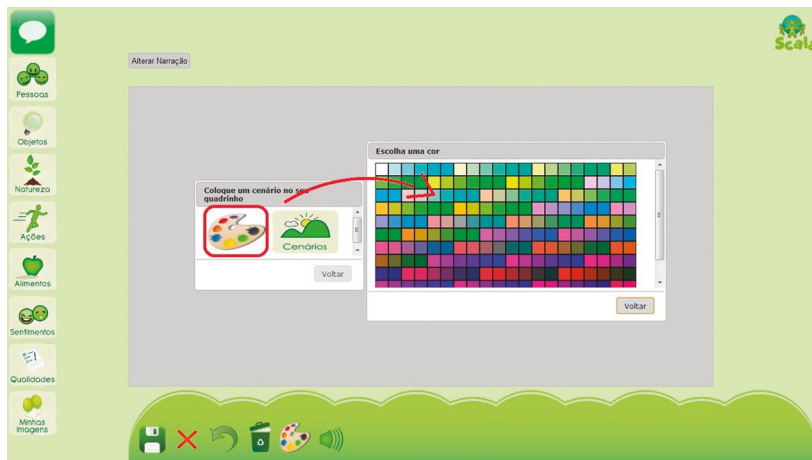 Scala
Alterar Narração
Pessoas
Objetos
Natureza
Ações
Alimentos
Sentimentos
Qualidades
Minhas
Imagens
Coloque um cenário no seu
quadrinho
Cenários
Voltar
Escolha uma cor
Voltar